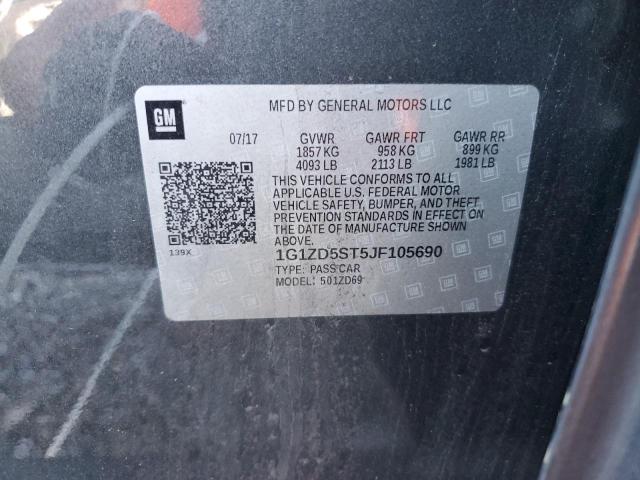 GM
MFD BY GENERAL MOTORS LLC
07/17 GVWR GAWR FRT GAWR RR
1857 KG 958 KG 899 KG
4093 LB 2113 LB 1981 LB
THIS VEHICLE CONFORMS TO ALL
APPLICABLE U.S. FEDERAL MOTOR
VEHICLE SAFETY, BUMPER, AND THEFT
PREVENTION STANDARDS IN EFFECT ON
THE DATE OF MANUFACTURE SHOWN
ABOVE.
139X
1G1ZD5ST5JF105690
TYPE: PASS CAR
MODEL: 501ZD69